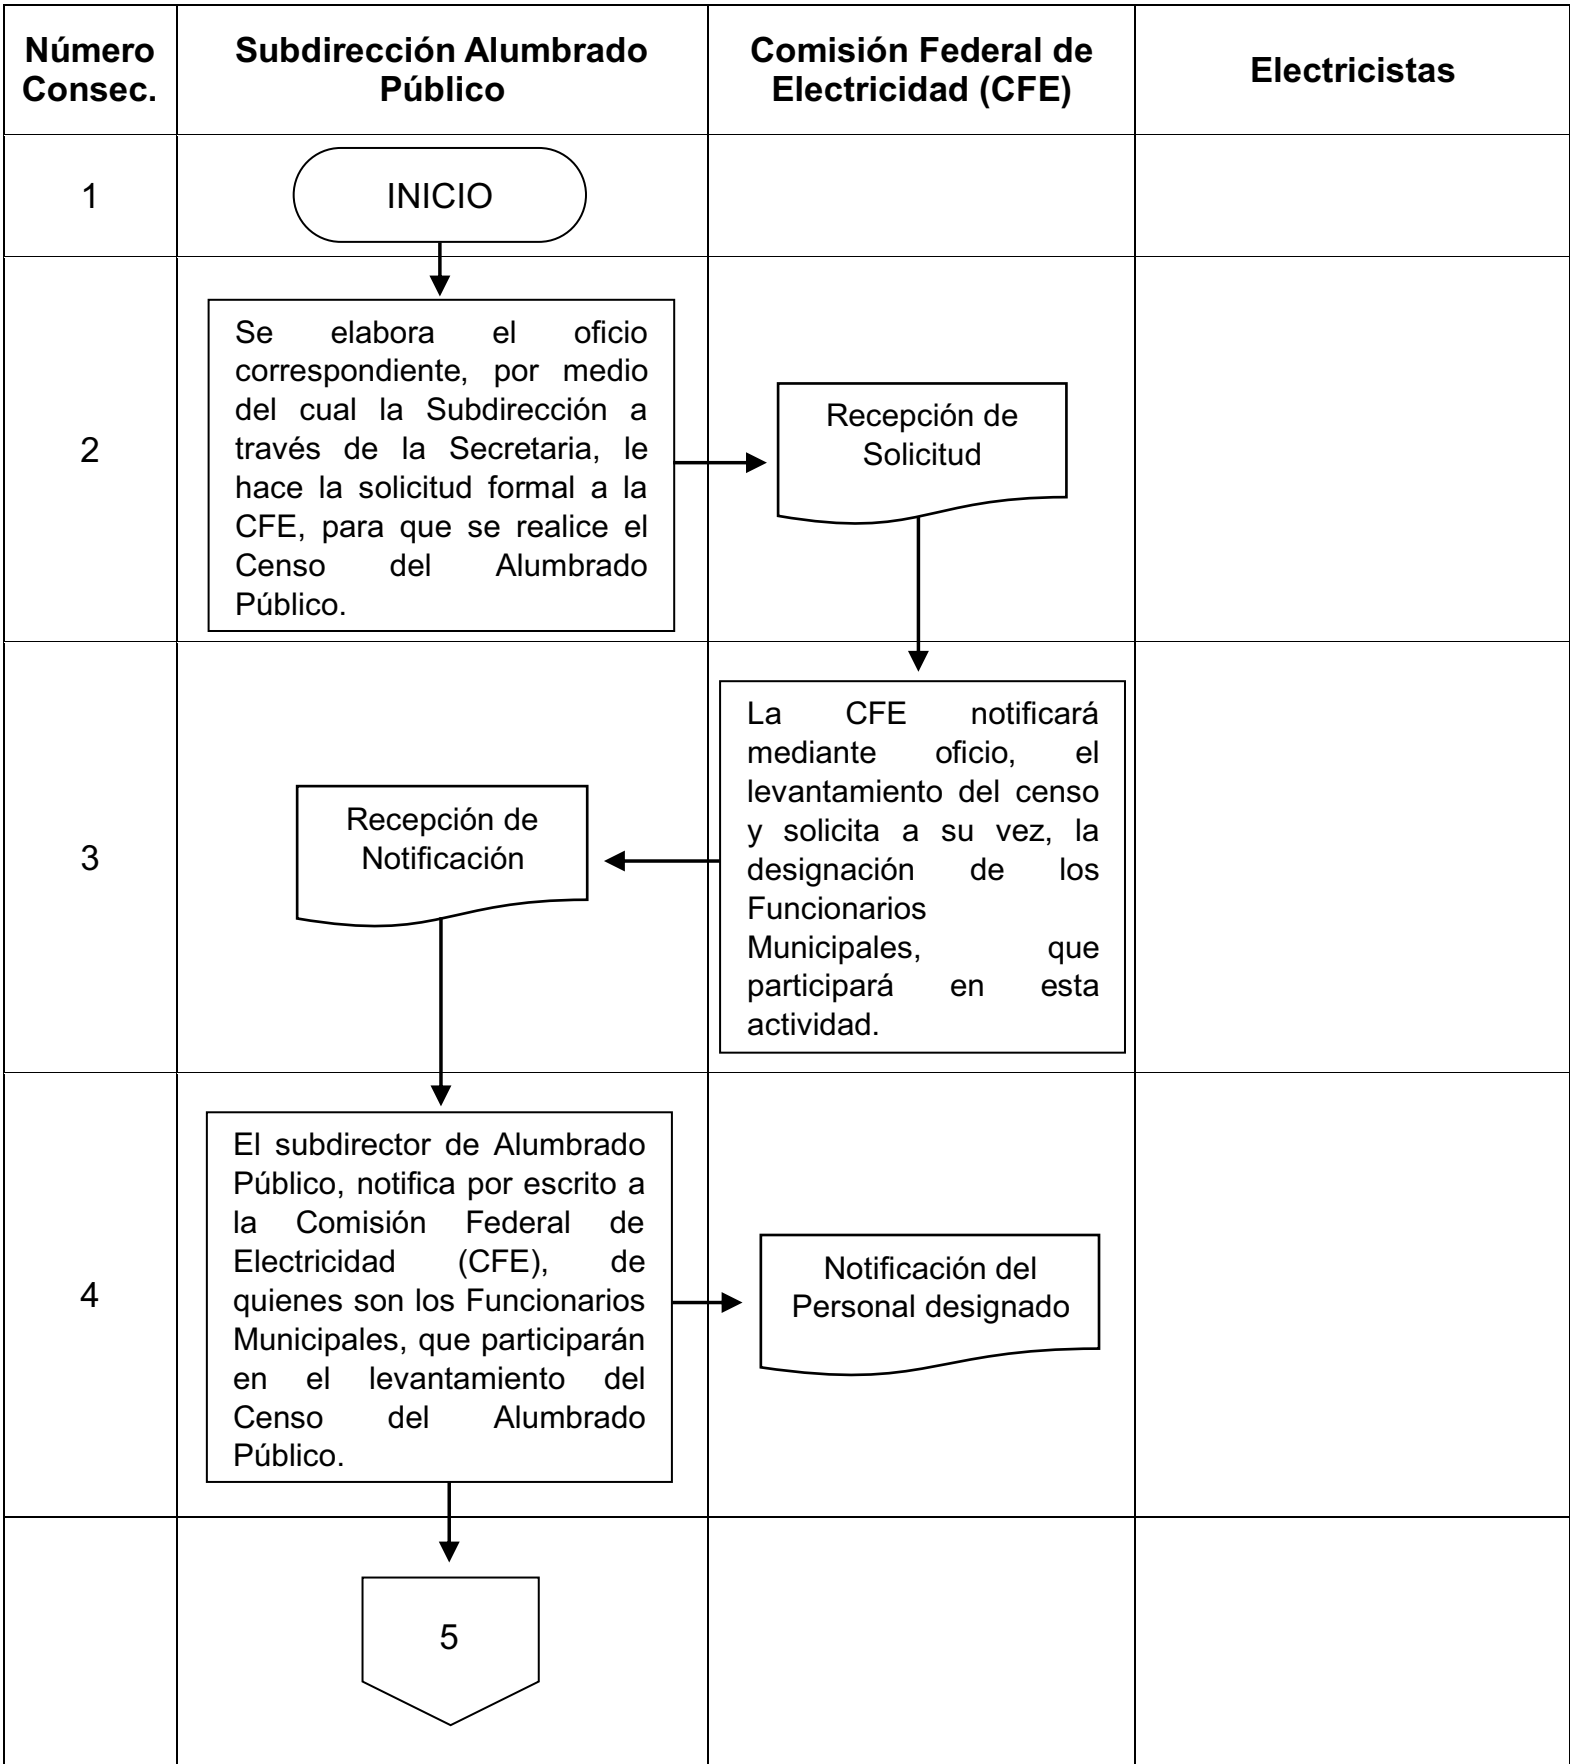 Número
Consec.
Subdirección Alumbrado
Público
Comisión Federal de
Electricidad (CFE)
Electricistas
1
INICIO
2
Se elabora el oficio
correspondiente, por medio
del cual la Subdirección a
través de la Secretaria, le
hace la solicitud formal a la
CFE, para que se realice el
Censo del Alumbrado
Público.
Recepción de
Solicitud
3
Recepción de
Notificación
La CFE notificará
mediante oficio, el
levantamiento del censo
y solicita a su vez, la
designación de los
Funcionarios
Municipales, que
participará en esta
actividad.
4
El subdirector de Alumbrado
Público, notifica por escrito a
la Comisión Federal de
Electricidad (CFE), de
quienes son los Funcionarios
Municipales, que participarán
en el levantamiento del
Censo del Alumbrado
Público.
Notificación del
Personal designado
5